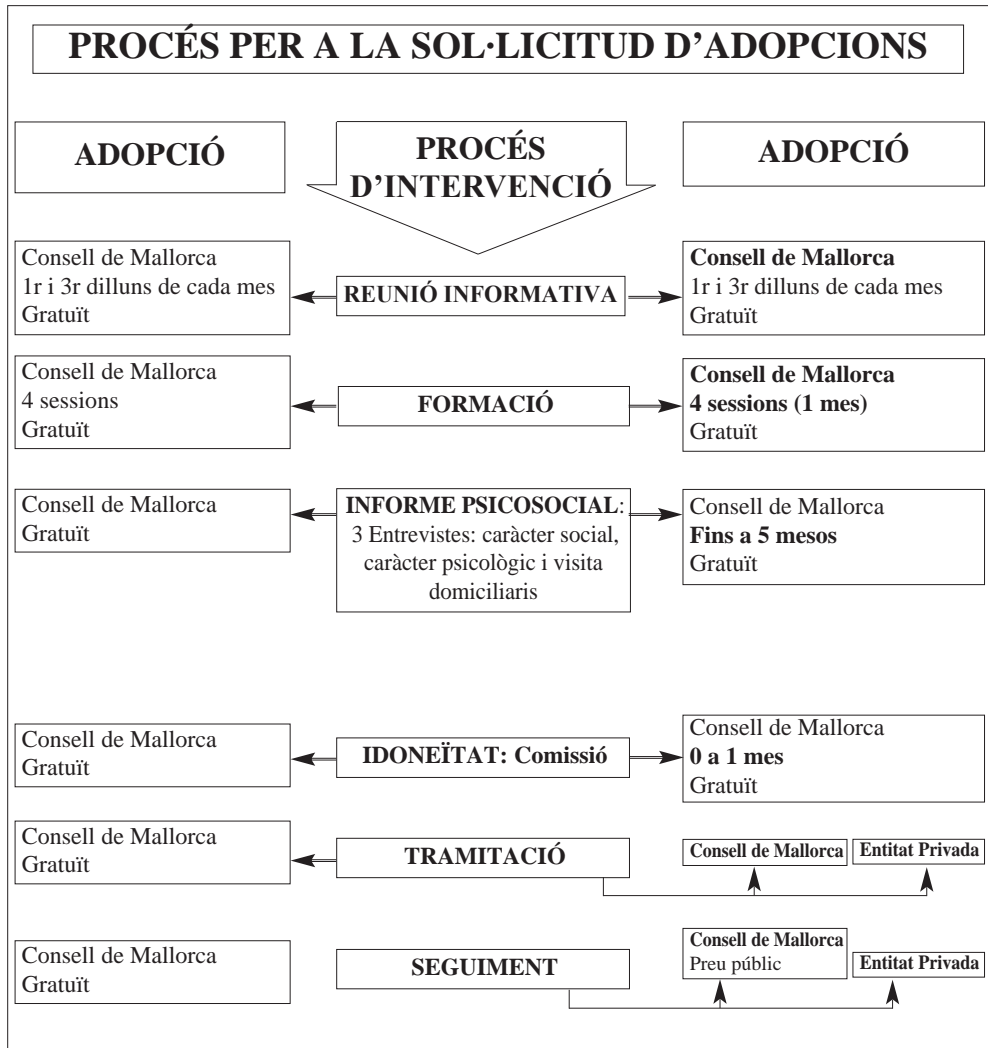 PROCÉS PER A LA SOL·LICITUD D'ADOPCIONS
ADOPCIÓ
PROCÉS
D'INTERVENCIÓ
ADOPCIÓ
Consell de Mallorca
1r i 3r dilluns de cada mes
Gratuït
REUNIÓ INFORMATIVA
Consell de Mallorca
1r i 3r dilluns de cada mes
Gratuït
Consell de Mallorca
4 sessions
Gratuït
FORMACIÓ
Consell de Mallorca
4 sessions (1 mes)
Gratuït
Consell de Mallorca
Gratuït
INFORME PSICOSOCIAL:
3 Entrevistes: caràcter social,
caràcter psicològic i visita
domiciliaris
Consell de Mallorca
Fins a 5 mesos
Gratuït
Consell de Mallorca
Gratuït
IDONEÏTAT: Comissió
Consell de Mallorca
0 a 1 mes
Gratuït
Consell de Mallorca
Gratuït
TRAMITACIÓ
Consell de Mallorca
Entitat Privada
Consell de Mallorca
Gratuït
SEGUIMENT
Consell de Mallorca
Preu públic
Entitat Privada